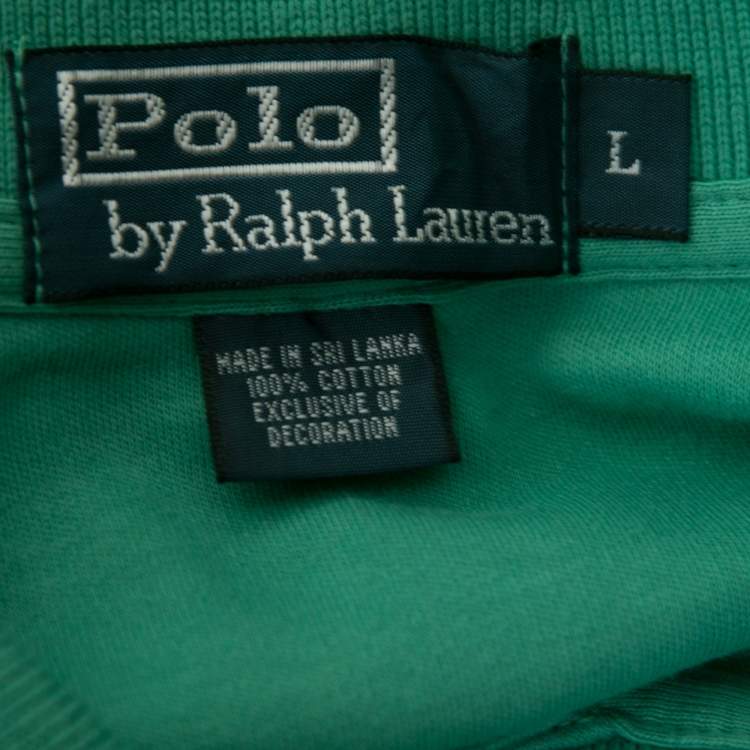 Polo
by Ralph Lauren
L
MADE IN SRI LANKA
100% COTTON
EXCLUSIVE OF
DECORATION